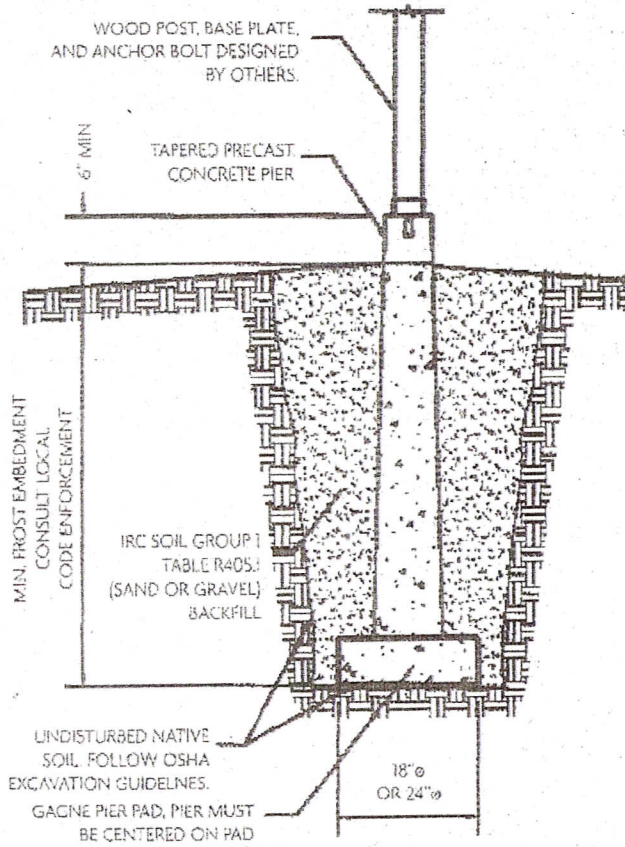 WOOD POST, BASE PLATE,
AND ANCHOR BOLT DESIGNED
BY OTHERS.
6" MIN
TAPERED PRECAST
CONCRETE PIER
MIN. FROST EMBEDMENT
CONSULT LOCAL
CODE ENFORCEMENT
IRC SOIL GROUP 1
TABLE R405.1
(SAND OR GRAVEL)
BACKFILL
UNDISTURBED NATIVE
SOIL. FOLLOW OSHA
EXCAVATION GUIDELNES.
GAGNE PIER PAD, PIER MUST
BE CENTERED ON PAD
18"ø
OR 24"ø